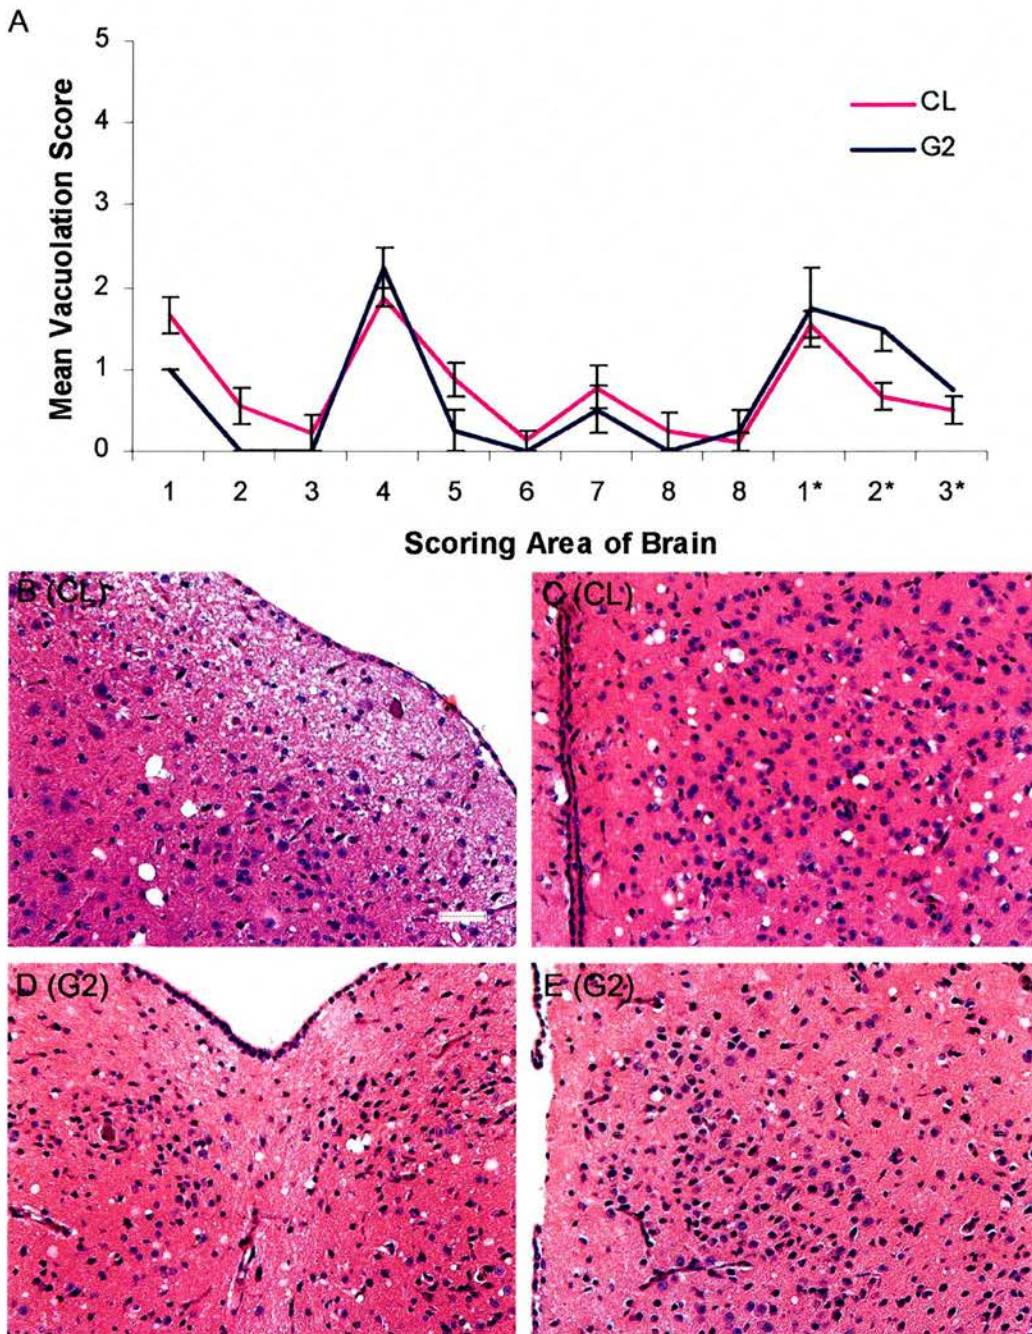 A
Mean Vacuolation Score
5
4
3
2
1
0
CL
G2
1 2 3 4 5 6 7 8 8 1* 2* 3*
Scoring Area of Brain
B (CL)
C (CL)
D (G2)
E (G2)